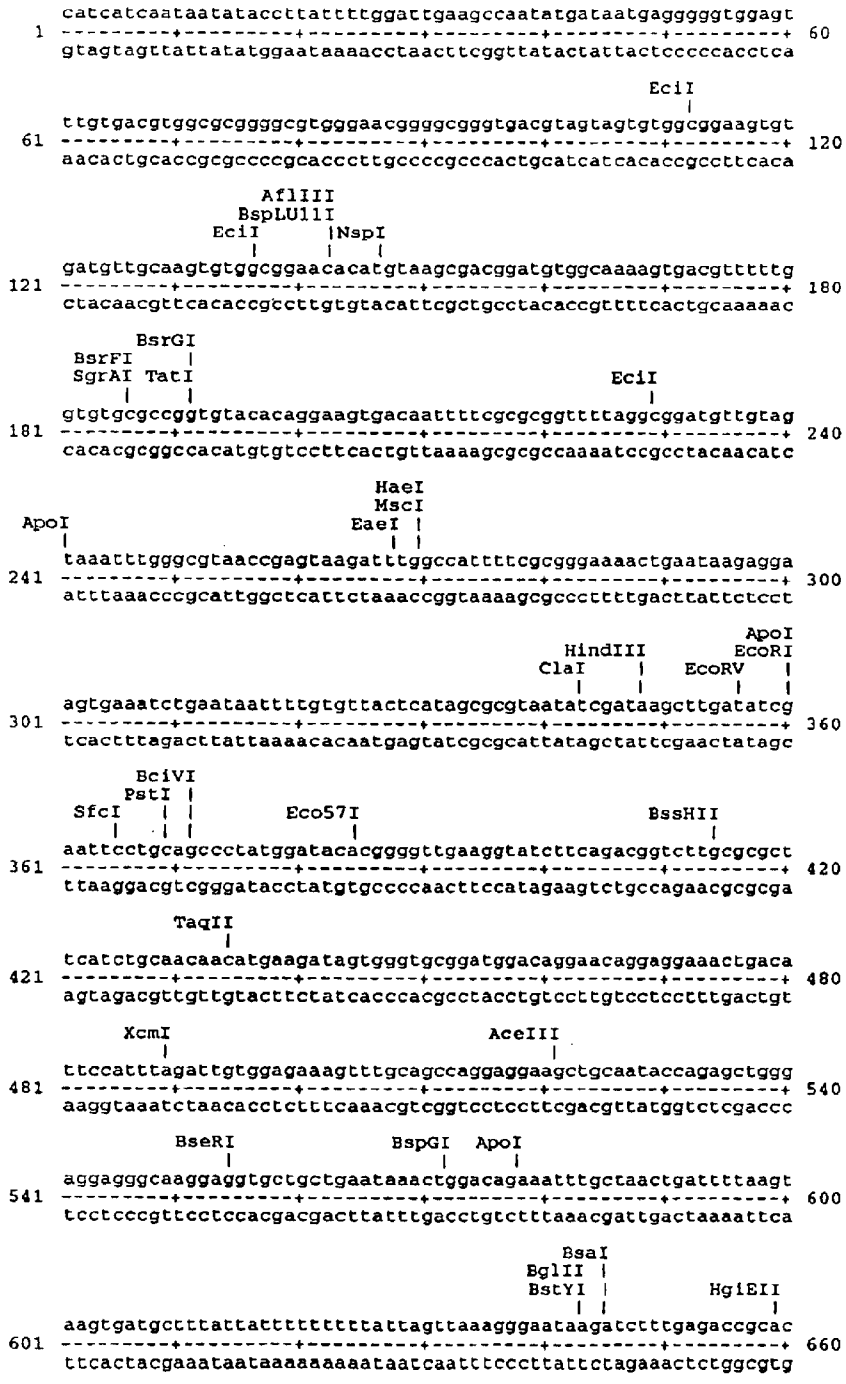 catcatcaataatataccttattttggattgaagccaatatgataatgagggggtggagt
1 ---------+---------+---------+---------+---------+---------+ 60
gtagtagttattatatggaataaaacctaacttcggttatactattactcccccacctca
EciI
ttgtgacgtggcgcggggcgtgggaacggggcgggtgacgtagtagtgtggcggaagtgt
61 ---------+---------+---------+---------+---------+---------+ 120
aacactgcaccgcgccccgcacccttgccccgcccactgcatcatcacaccgccttcaca
AflIII
BspLU11I
EciI |NspI
gatgttgcaagtgtggcggaacacatgtaagcgacggatgtggcaaaagtgacgtttttg
121 ---------+---------+---------+---------+---------+---------+ 180
ctacaacgttcacaccgccttgtgtacattcgctgcctacaccgttttcactgcaaaaac
BsrGI
BsrFI |
SgrAI TatI EciI
gtgtgcgccggtgtacacaggaagtgacaattttcgcgcggttttaggcggatgttgtag
181 ---------+---------+---------+---------+---------+---------+ 240
cacacgcggccacatgtgtccttcactgttaaaagcgcgccaaaatccgcctacaacatc
HaeI
MscI
ApoI EaeI |
taaatttgggcgtaaccgagtaagatttggccattttcgcgggaaaactgaataagagga
241 ---------+---------+---------+---------+---------+---------+ 300
atttaaacccgcattggctcattctaaaccggtaaaagcgcccttttgacttattctcct
ApoI
HindIII EcoRI
ClaI | EcoRV |
agtgaaatctgaataattttgtgttactcatagcgcgtaatatcgataagcttgatatcg
301 ---------+---------+---------+---------+---------+---------+ 360
tcactttagacttattaaaacacaatgagtatcgcgcattatagctattcgaactatagc
BciVI
PstI |
SfcI | | Eco57I BssHII
aattcctgcagcccctatggatacacggggttgaaggtatcttcagacggtcttgcgcgct
361 ---------+---------+---------+---------+---------+---------+ 420
ttaaggacgtcgggatacctatgtgccccaacttccatagaagtctgccagaacgcgcga
TaqII
tcatctgcaacaacatgaagatagtgggtgcggatggacaggaacaggaggaaactgaca
421 ---------+---------+---------+---------+---------+---------+ 480
agtagacgttgttgtacttctatcacccacgcctacctgtccttgtcctcctttgactgt
XcmI AceIII
ttccatttagattgtggagaaagtttgcagccaggaggaagctgcaataccagagctggg
481 ---------+---------+---------+---------+---------+---------+ 540
aaggtaaatctaacacctctttcaaacgtcggtcctccttcgacgttatggtctcgaccc
BseRI BspGI ApoI
aggagggcaaggaggtgctgctgaataaactggacagaaatttgctaactgattttaagt
541 ---------+---------+---------+---------+---------+---------+ 600
tcctcccgttcctccacgacgacttatttgacctgtctttaaacgattgactaaaattca
BsaI
BglII |
BstYI | HgiEII
aagtgatgctttattatttttttttattagttaaagggaataagatctttgagaccgcac
601 ---------+---------+---------+---------+---------+---------+ 660
ttcactacgaaataataaaaaaaaataatcaatttcccttattctagaaactctggcgtg